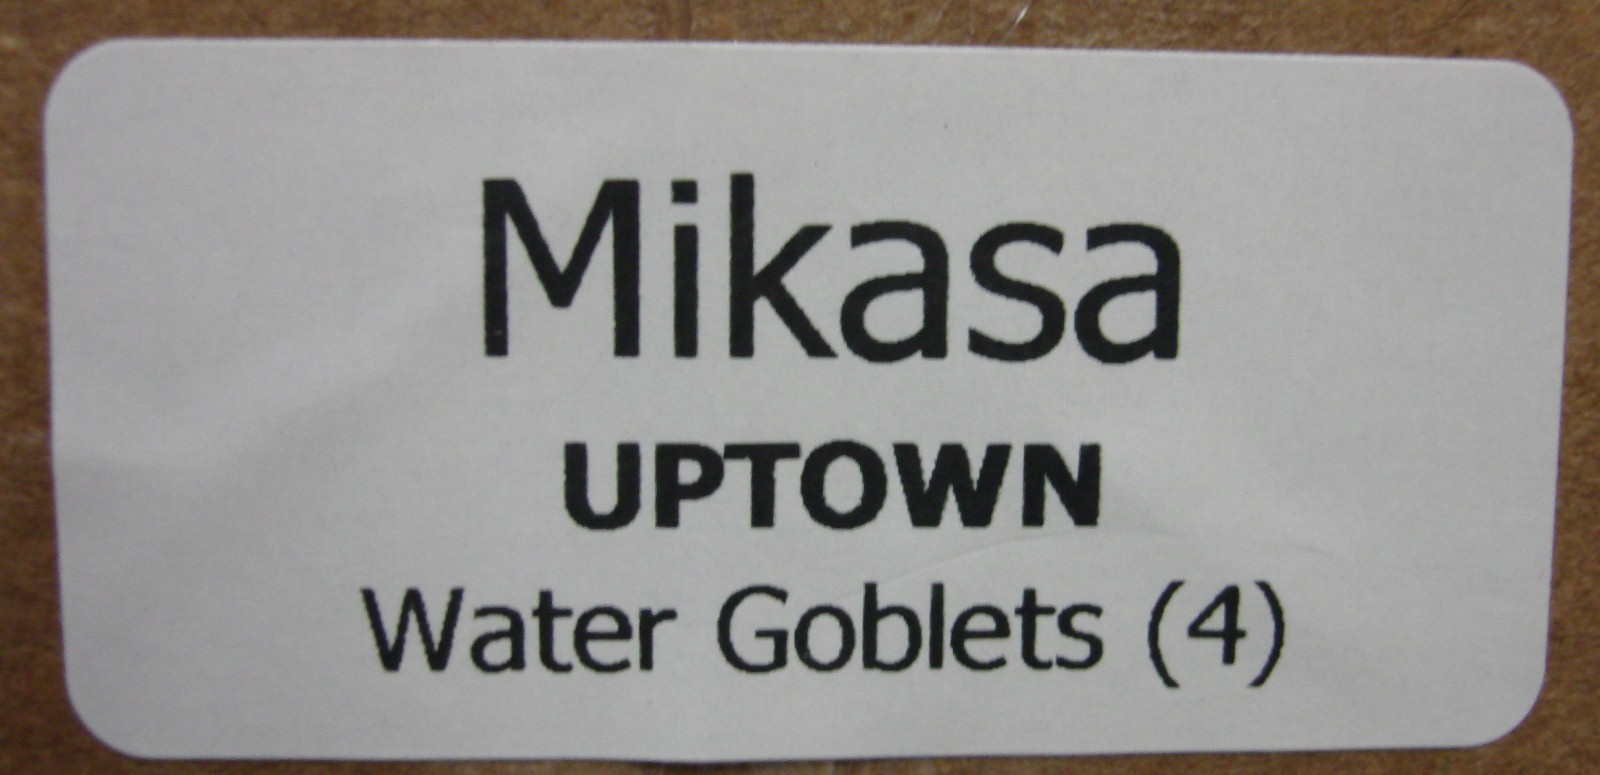 Mikasa
UPTOWN
Water Goblets (4)